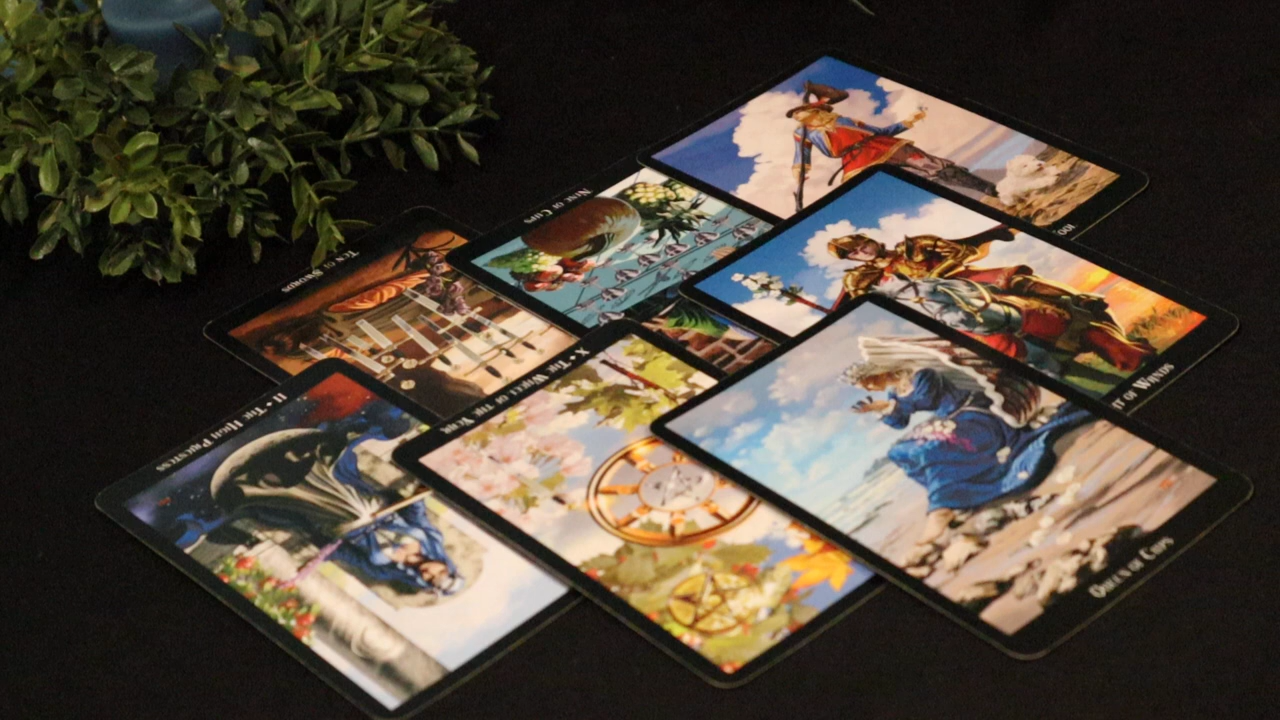 Nine of Cups
Ten of Swords
T of Wands
X • The Wheel of the Year
II • The High Priestess
Queen of Cups